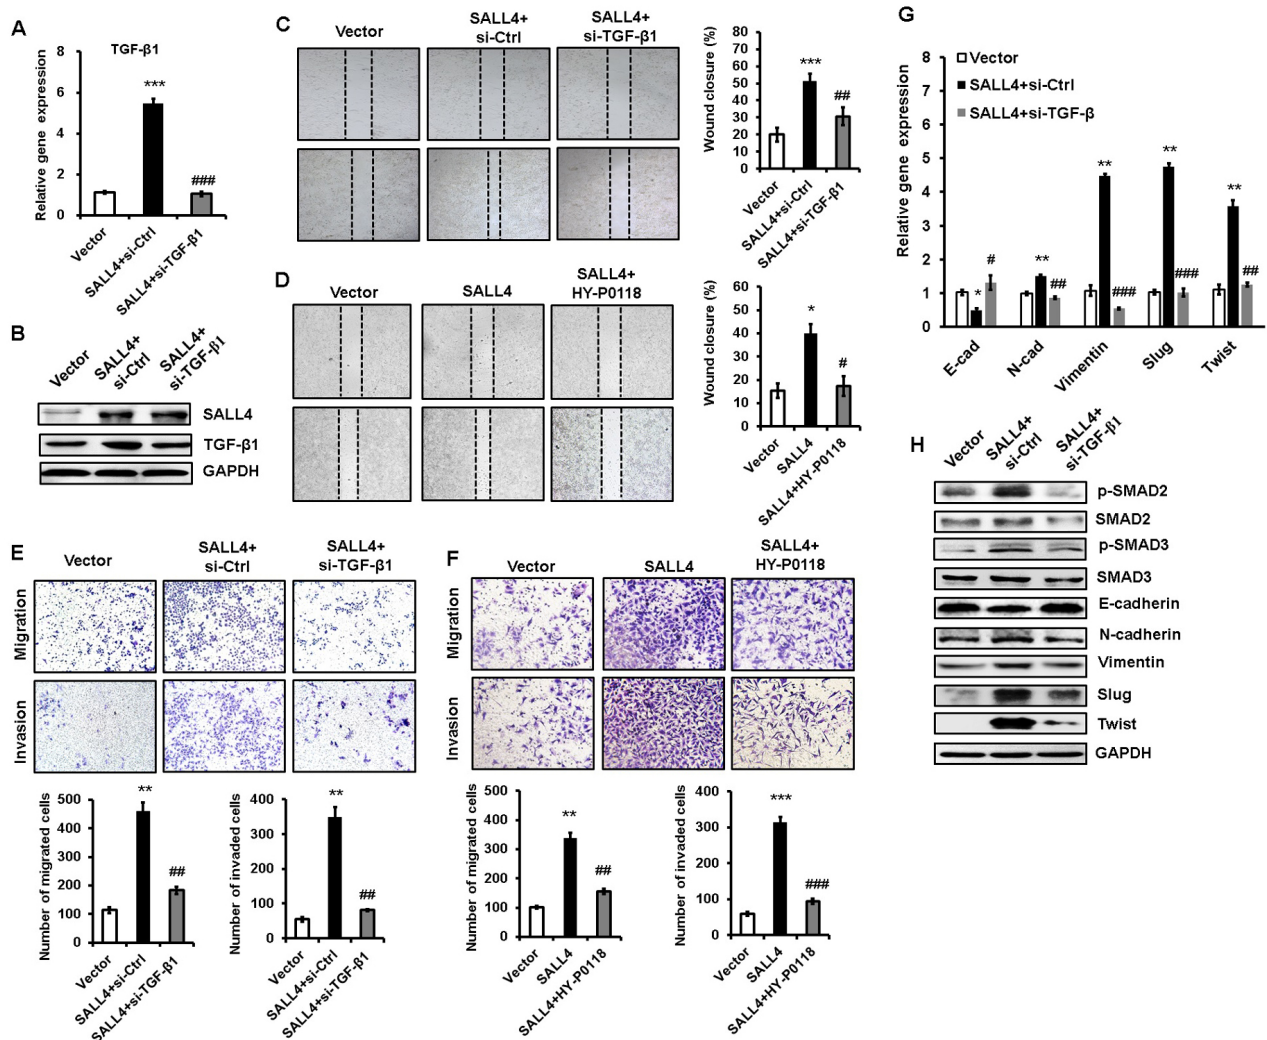 A
TGF-β1
Relative gene expression
8
6
4
2
0
***
###
Vector
SALL4+si-Ctrl
SALL4+si-TGF-β1
B
Vector
SALL4+
si-Ctrl
SALL4+
si-TGF-β1
SALL4
TGF-β1
GAPDH
C
Vector
SALL4+
si-Ctrl
SALL4+
si-TGF-β1
Wound closure (%)
80
70
60
50
40
30
20
10
0
***
##
Vector
SALL4+si-Ctrl
SALL4+si-TGF-β1
D
Vector
SALL4
SALL4+
HY-P0118
Wound closure (%)
60
50
40
30
20
10
0
*
#
Vector
SALL4
SALL4+HY-P0118
E
Vector
SALL4+
si-Ctrl
SALL4+
si-TGF-β1
Migration
Invasion
Number of migrated cells
500
400
300
200
100
0
**
##
Vector
SALL4+si-Ctrl
SALL4+si-TGF-β1
Number of invaded cells
400
300
200
100
0
**
##
Vector
SALL4+si-Ctrl
SALL4+si-TGF-β1
F
Vector
SALL4
SALL4+
HY-P0118
Migration
Invasion
Number of migrated cells
500
400
300
200
100
0
**
##
Vector
SALL4
SALL4+HY-P0118
Number of invaded cells
400
300
200
100
0
***
###
Vector
SALL4
SALL4+HY-P0118
G
Relative gene expression
8
7
6
5
4
3
2
1
0
Vector
SALL4+si-Ctrl
SALL4+si-TGF-β
*
#
**
##
**
###
**
###
**
##
E-cad
N-cad
Vimentin
Slug
Twist
H
Vector
SALL4+
si-Ctrl
SALL4+
si-TGF-β1
p-SMAD2
SMAD2
p-SMAD3
SMAD3
E-cadherin
N-cadherin
Vimentin
Slug
Twist
GAPDH